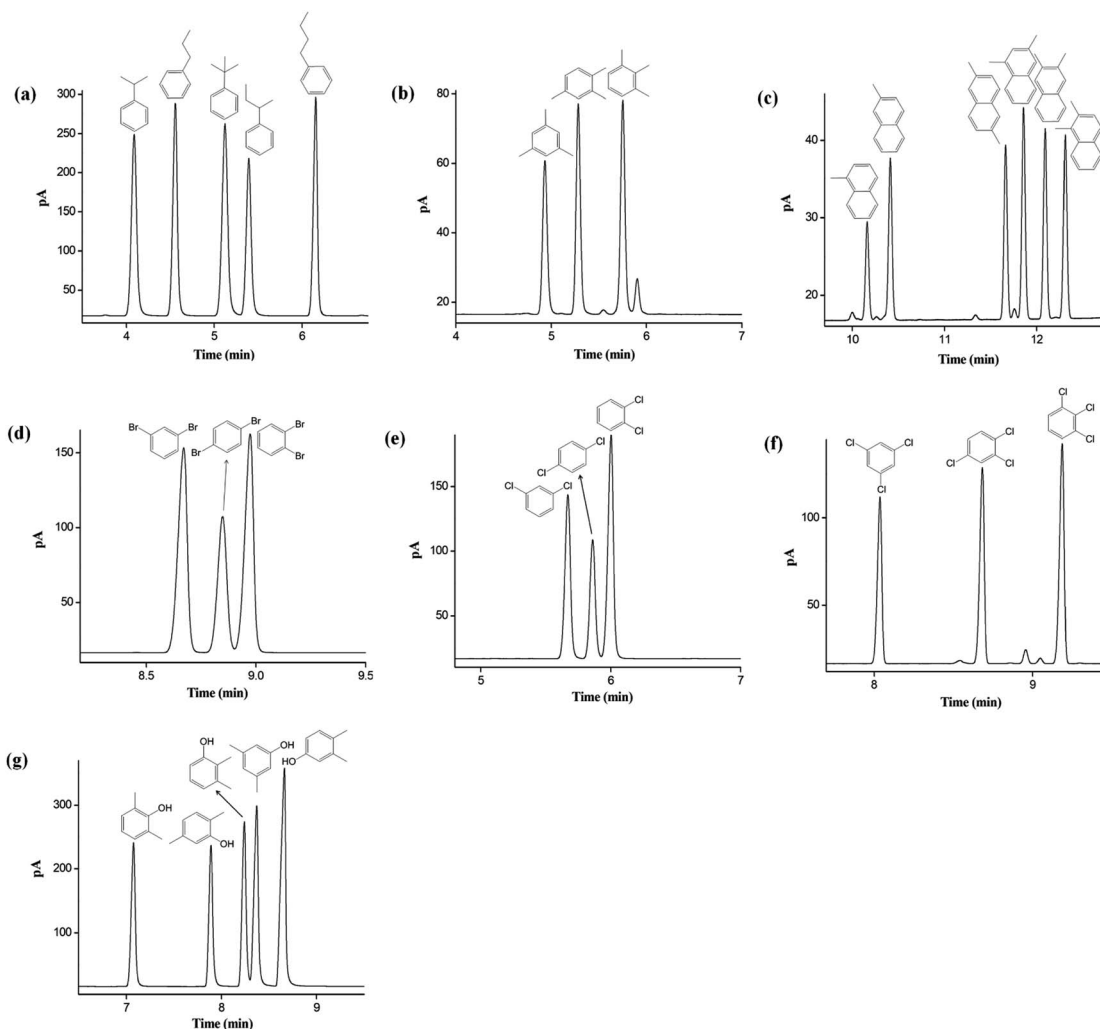 (a)
300
250
200
150
100
50
pA
4
5
6
Time (min)
(b)
80
60
40
20
pA
4
5
6
7
Time (min)
(c)
40
30
20
pA
10
11
12
Time (min)
(d)
Br
Br
Br
Br
Br
Br
150
100
50
pA
8.5
9.0
9.5
Time (min)
(e)
Cl
Cl
Cl
Cl
Cl
Cl
150
100
50
pA
5
6
7
Time (min)
(f)
Cl
Cl
Cl
Cl
Cl
Cl
Cl
Cl
Cl
100
50
pA
8
9
Time (min)
(g)
OH
OH
OH
OH
HO
300
200
100
pA
7
8
9
Time (min)